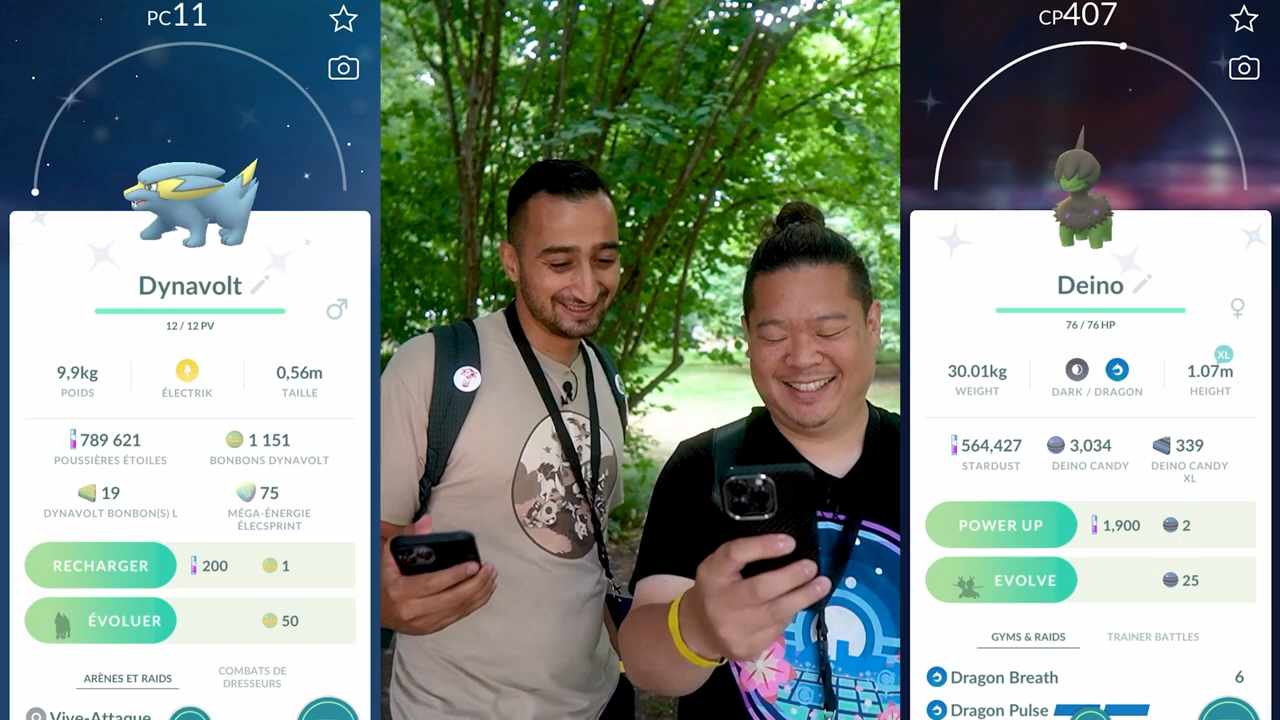 PC11
Dynavolt
12 / 12 PV
9,9kg
POIDS
ÉLECTRIK
0,56m
TAILLE
789 621
POUSSIÈRES ÉTOILES
1 151
BONBONS DYNAVOLT
19
DYNAVOLT BONBON(S) L
75
MÉGA-ÉNERGIE
ÉLECSPRINT
RECHARGER
200
1
ÉVOLUER
50
ARÈNES ET RAIDS
COMBATS DE
DRESSEURS
Vive-Attaque
CP407
Deino
76 / 76 HP
30.01kg
WEIGHT
DARK / DRAGON
XL
1.07m
HEIGHT
564,427
STARDUST
3,034
DEINO CANDY
339
DEINO CANDY
XL
POWER UP
1,900
2
EVOLVE
25
GYMS & RAIDS
TRAINER BATTLES
Dragon Breath
6
Dragon Pulse